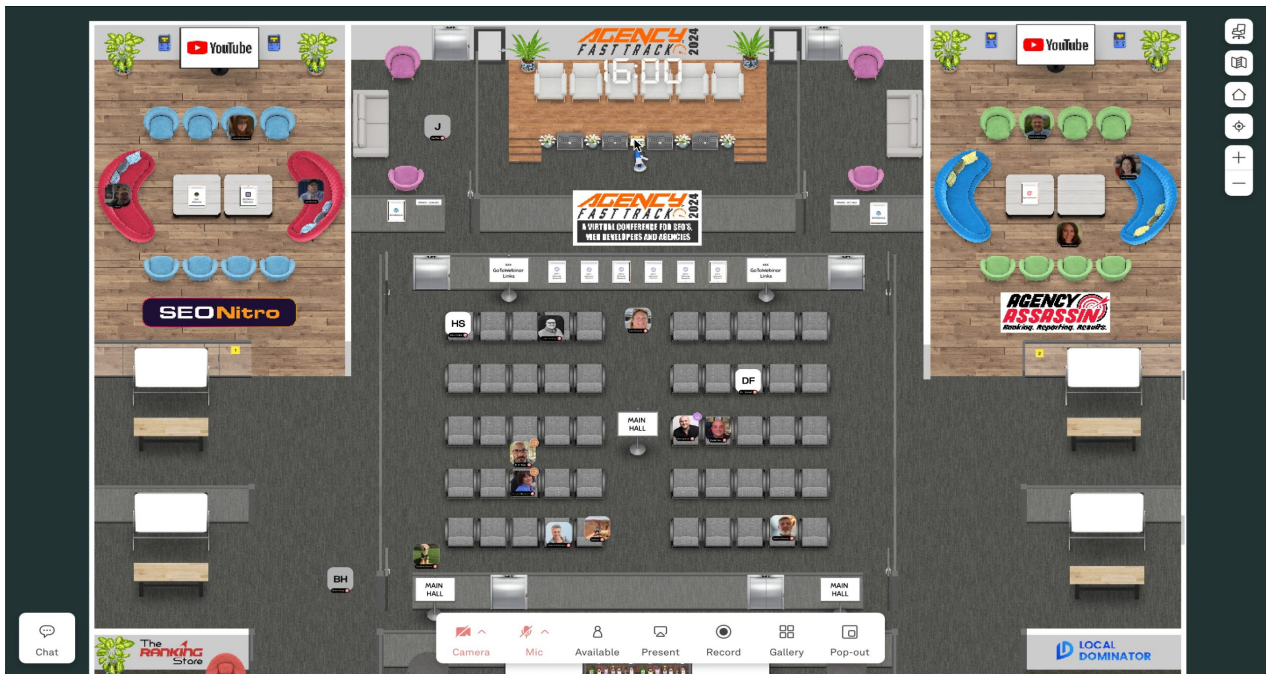 YouTube
AGENCY
FAST TRACK
2024
YouTube
16:00
J
AGENCY
FAST TRACK
2024
A VIRTUAL CONFERENCE FOR SEO'S,
WEB DEVELOPERS AND AGENCIES
GoToWebinar
Links
GoToWebinar
Links
SEONitro
AGENCY
ASSASSIN
Ranking. Reporting. Results.
HS
1
2
DF
MAIN
HALL
BH
MAIN
HALL
MAIN
HALL
Chat
Camera
Mic
Available
Present
Record
Gallery
Pop-out
The
RANKING
Store
LOCAL
DOMINATOR